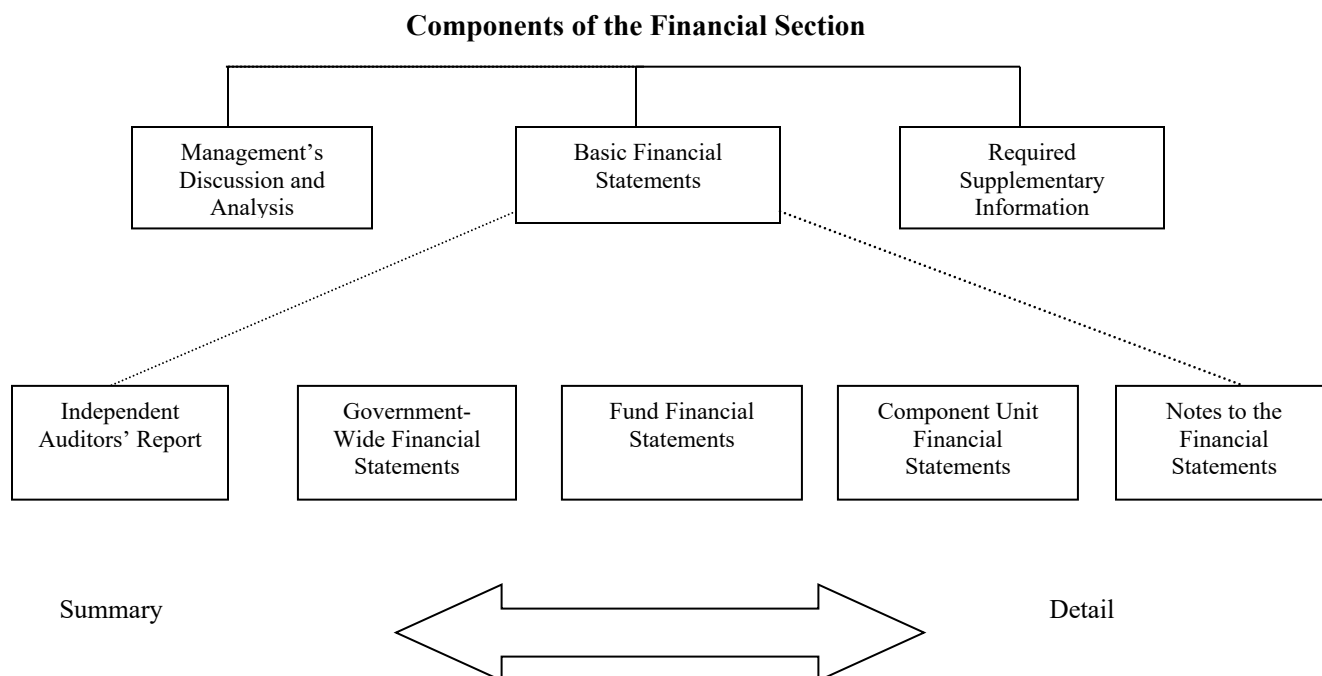 Components of the Financial Section
Management’s
Discussion and
Analysis
Basic Financial
Statements
Required
Supplementary
Information
Independent
Auditors’ Report
Government-
Wide Financial
Statements
Fund Financial
Statements
Component Unit
Financial
Statements
Notes to the
Financial
Statements
Summary
Detail